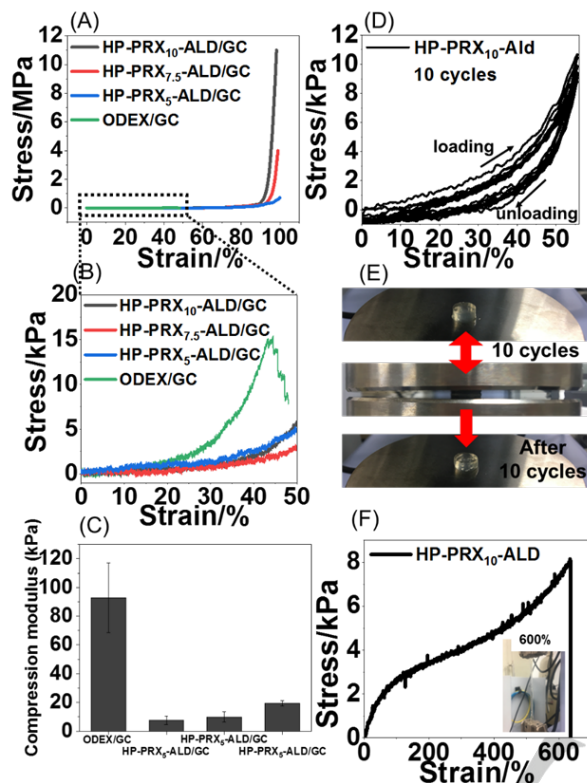 (A)
HP-PRX10-ALD/GC
HP-PRX7.5-ALD/GC
HP-PRX5-ALD/GC
ODEX/GC
Stress/MPa
12
10
8
6
4
2
0
0 20 40 60 80 100
Strain/%
(B)
HP-PRX10-ALD/GC
HP-PRX7.5-ALD/GC
HP-PRX5-ALD/GC
ODEX/GC
Stress/kPa
20
15
10
5
0
0 10 20 30 40 50
Strain/%
(C)
Compression modulus (kPa)
120
100
80
60
40
20
0
ODEX/GC
HP-PRX5-ALD/GC
HP-PRX5-ALD/GC
HP-PRX5-ALD/GC
(D)
HP-PRX10-Ald
10 cycles
loading
unloading
Stress/kPa
12
10
8
6
4
2
0
0 10 20 30 40 50
Strain/%
(E)
10 cycles
After
10 cycles
(F)
HP-PRX10-ALD
600%
Stress/kPa
8
6
4
2
0
0 200 400 600
Strain/%